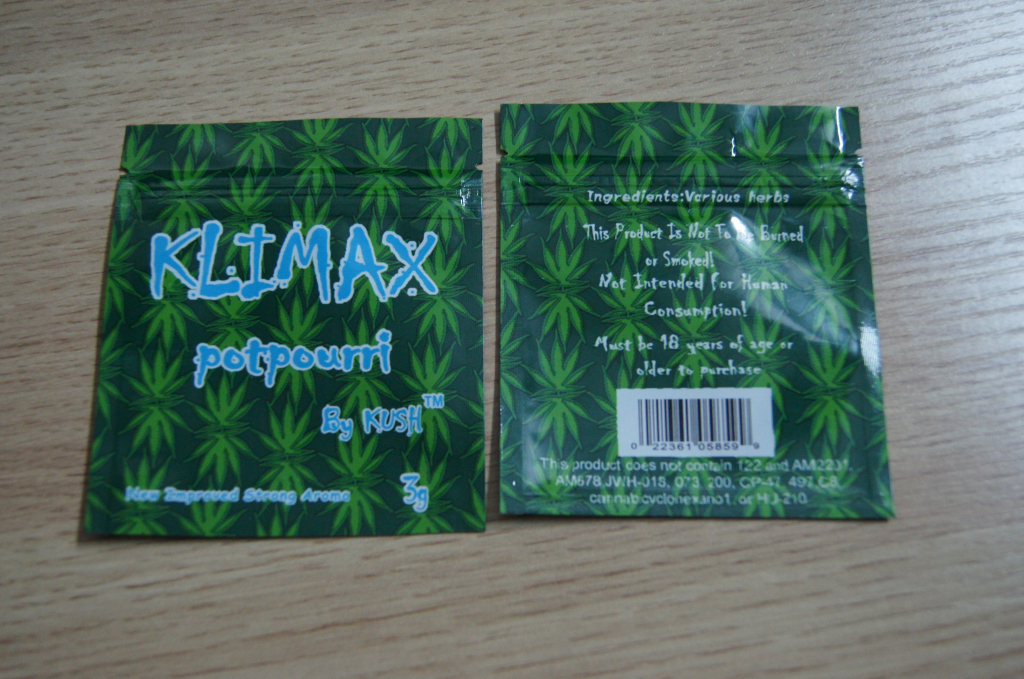 KLIMAX
potpourri
By KUSH™
New Improved Strong Aroma
3g
Ingredients:Various herbs
This Product Is Not To Be Burned
or Smoked!
Not Intended for Human
Consumption!
Must be 18 years of age or
older to purchase
0 22361 05859 9
This product does not contain 122 and AM2201,
AM678,JWH-018, 073, 200, CP-47, 497,C8,
cannabicyclohexanol, or HU-210.